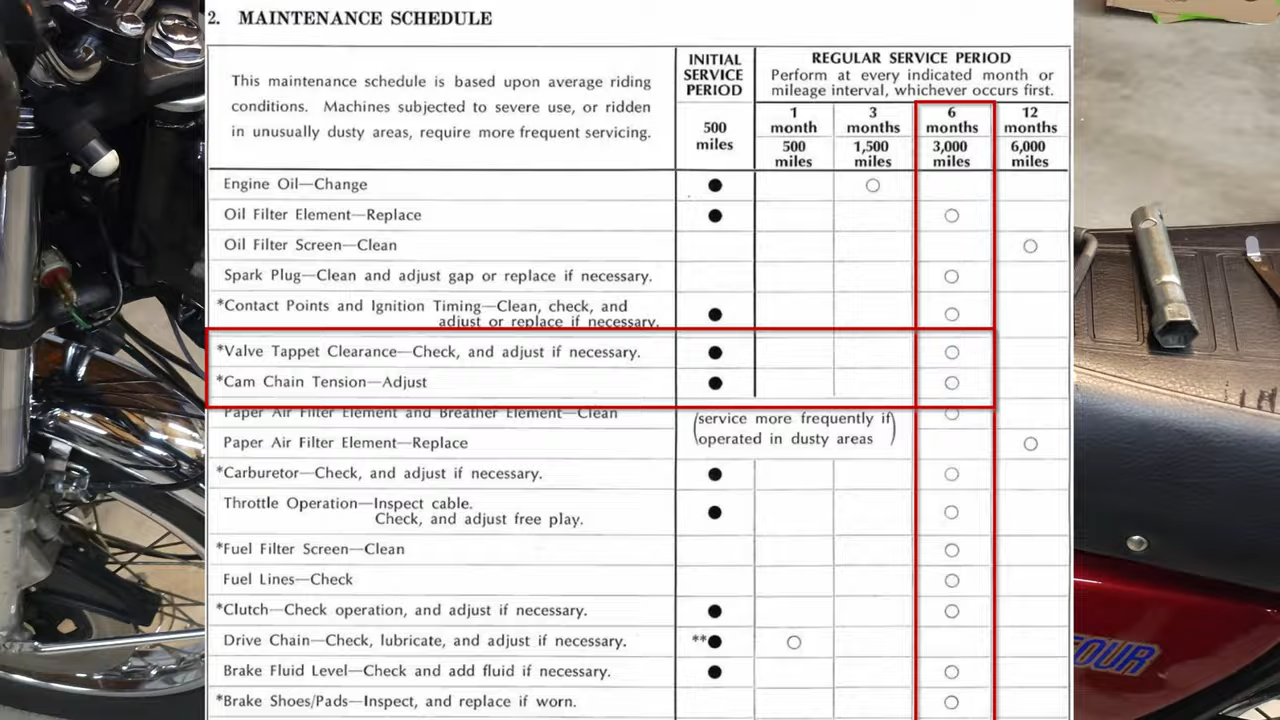 2. MAINTENANCE SCHEDULE
This maintenance schedule is based upon average riding
conditions. Machines subjected to severe use, or ridden
in unusually dusty areas, require more frequent servicing.
INITIAL
SERVICE
PERIOD
REGULAR SERVICE PERIOD
Perform at every indicated month or
mileage interval, whichever occurs first.
500
miles
1
month
3
months
6
months
12
months
500
miles
1,500
miles
3,000
miles
6,000
miles
Engine Oil—Change ● ○
Oil Filter Element—Replace ● ○
Oil Filter Screen—Clean ○
Spark Plug—Clean and adjust gap or replace if necessary. ○
*Contact Points and Ignition Timing—Clean, check, and
adjust or replace if necessary. ● ○
*Valve Tappet Clearance—Check, and adjust if necessary. ● ○
*Cam Chain Tension—Adjust ● ○
Paper Air Filter Element and Breather Element—Clean ○
(service more frequently if
operated in dusty areas)
Paper Air Filter Element—Replace ○
*Carburetor—Check, and adjust if necessary. ● ○
Throttle Operation—Inspect cable.
Check, and adjust free play. ● ○
*Fuel Filter Screen—Clean ○
Fuel Lines—Check ○
*Clutch—Check operation, and adjust if necessary. ● ○
Drive Chain—Check, lubricate, and adjust if necessary. **● ○
Brake Fluid Level—Check and add fluid if necessary. ● ○
*Brake Shoes/Pads—Inspect, and replace if worn. ○
FOUR